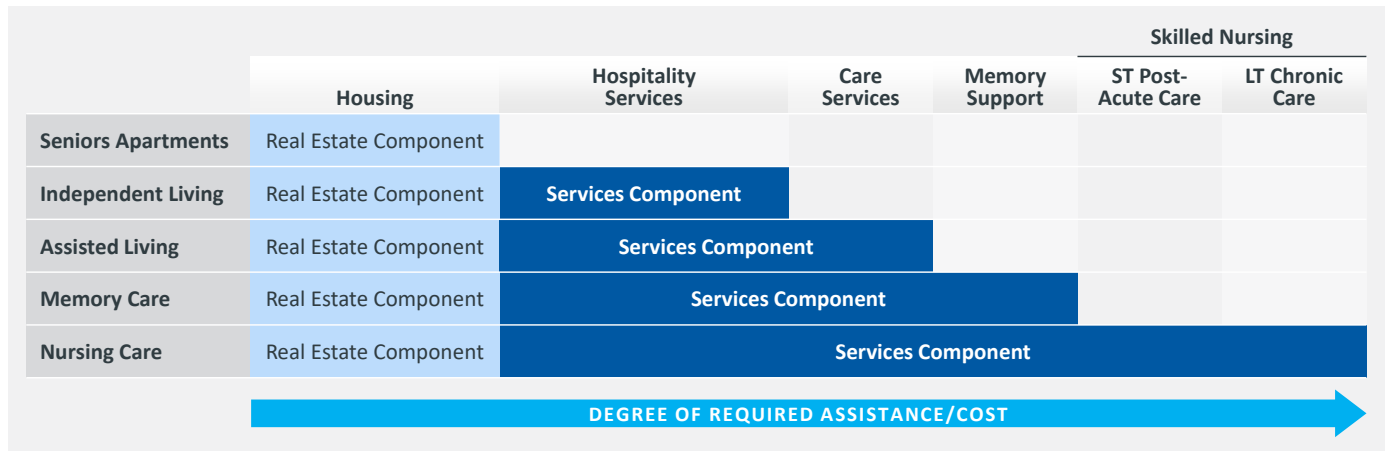 Skilled Nursing
Housing
Hospitality
Services
Care
Services
Memory
Support
ST Post-
Acute Care
LT Chronic
Care
Seniors Apartments Real Estate Component
Independent Living Real Estate Component Services Component
Assisted Living Real Estate Component Services Component
Memory Care Real Estate Component Services Component
Nursing Care Real Estate Component Services Component
DEGREE OF REQUIRED ASSISTANCE/COST